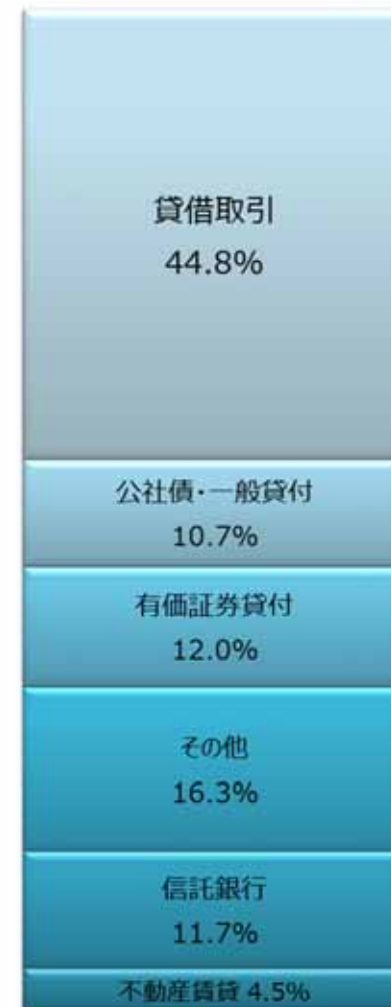 貸借取引
44.8%
公社債・一般貸付
10.7%
有価証券貸付
12.0%
その他
16.3%
信託銀行
11.7%
不動産賃貸 4.5%